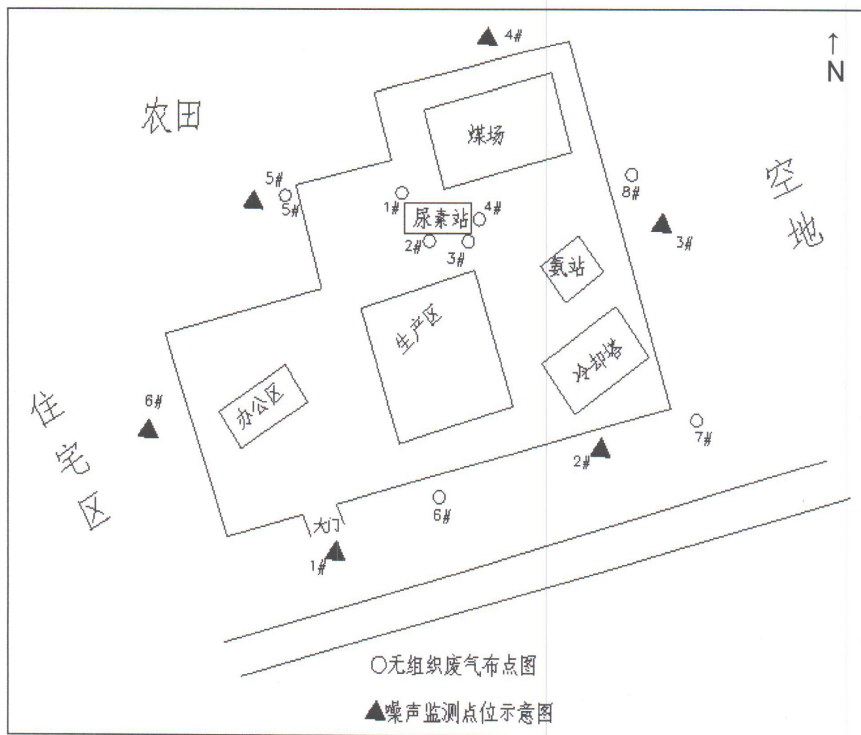 4#
↑
N
农田
煤场
空地
5#
5#
1#
尿素站
4#
8#
2#
3#
3#
氨站
生产区
冷却塔
办公区
住宅区
6#
2#
7#
6#
大门
1#
○无组织废气布点图
▲噪声监测点位示意图